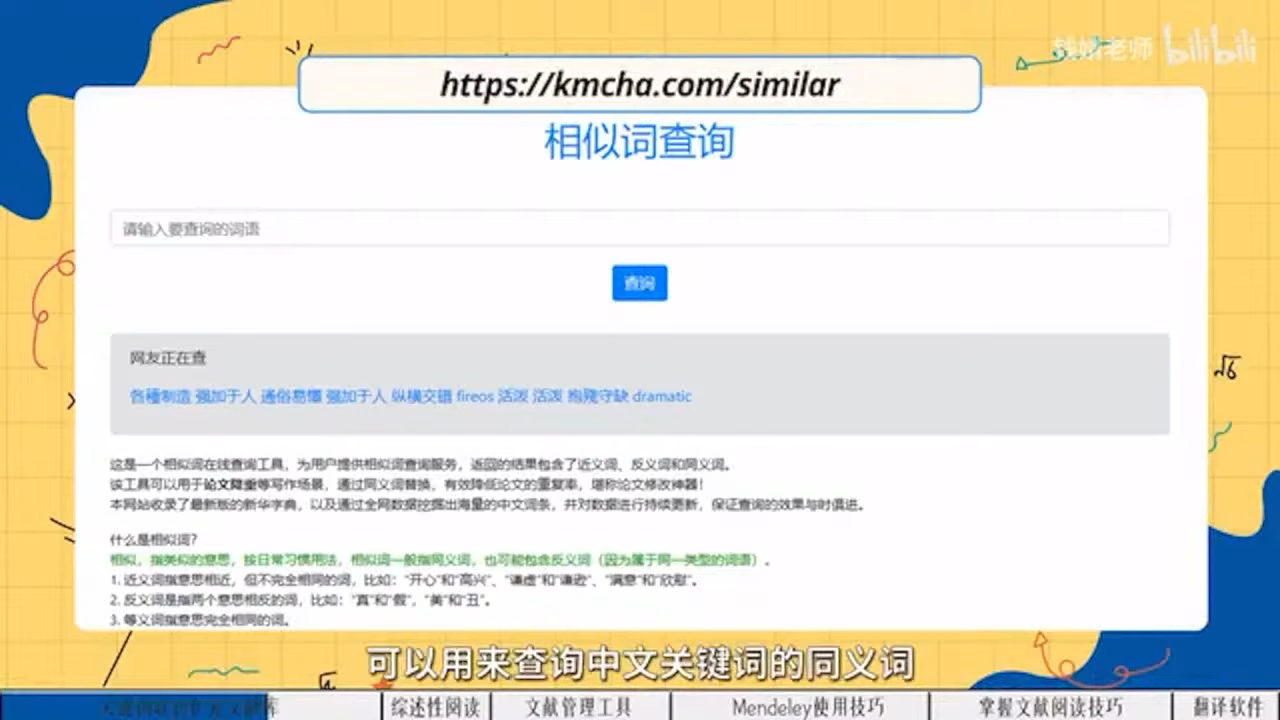 bilibili
https://kmcha.com/similar
相似词查询
请输入要查询的词语
查询
网友正在查
各種制造 强加于人 通俗易懂 强加于人 纵横交错 fireos 活泼 活泼 抱残守缺 dramatic
这是一个相似词在线查询工具，为用户提供相似词查询服务，返回的结果包含了近义词、反义词和同义词。
该工具可以用于论文降重等写作场景，通过同义词替换，有效降低论文的重复率，堪称论文修改神器！
本网站收录了最新版的新华字典，以及通过全网数据挖掘出海量的中文词条，并对数据进行持续更新，保证查询的效果与时俱进。
什么是相似词？
相似，指类似的意思，按日常习惯用法，相似词一般指同义词，也可能包含反义词（因为属于同一类型的词语）。
1. 近义词指意思相近，但不完全相同的词，比如："开心"和"高兴"、"谦虚"和"谦逊"、"满意"和"欣慰"。
2. 反义词是指两个意思相反的词，比如："真"和"假"，"美"和"丑"。
3. 等义词指意思完全相同的词。
√6
可以用来查询中文关键词的同义词
综述性阅读 文献管理工具 Mendeley使用技巧 掌握文献阅读技巧 翻译软件